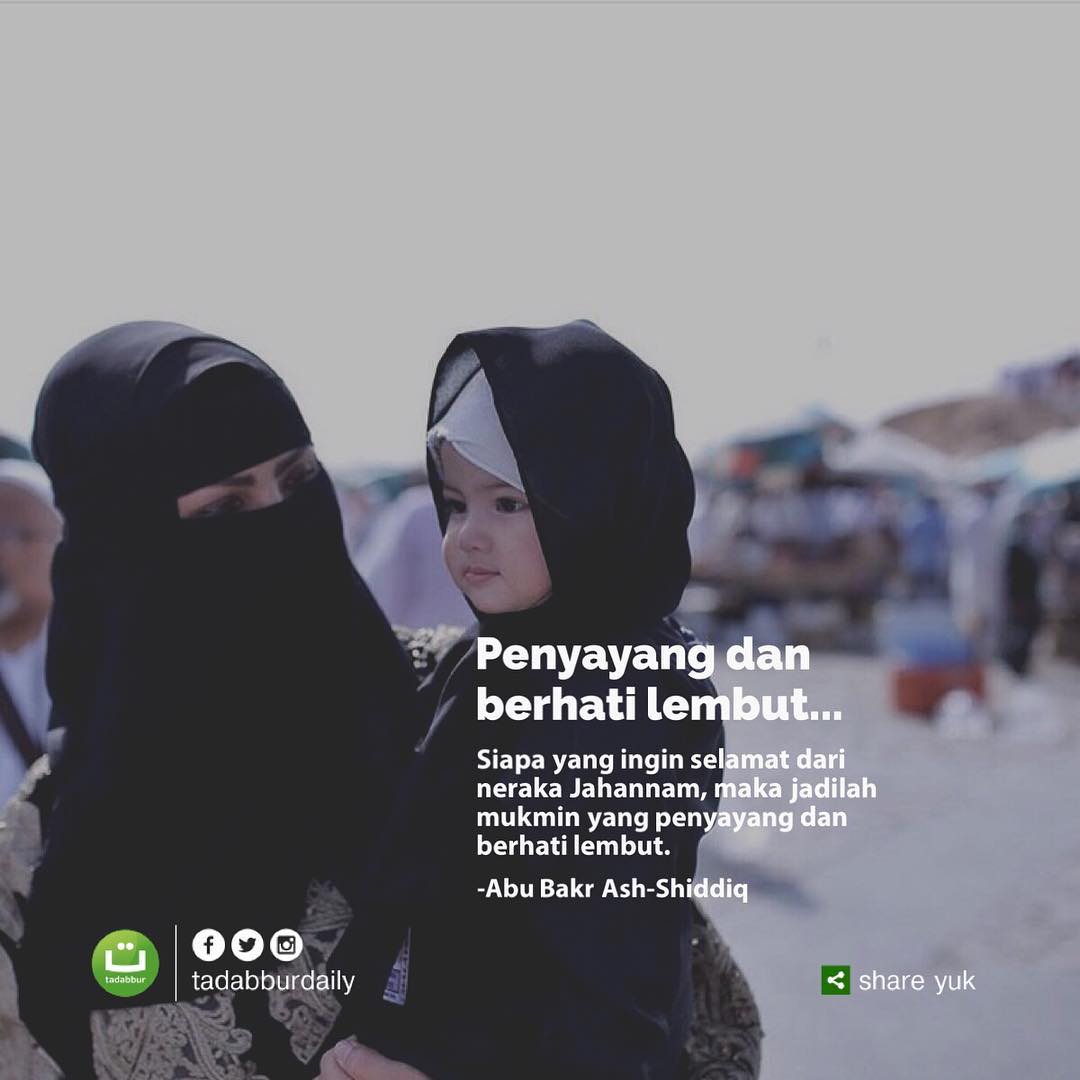 Penyayang dan
berhati lembut...
Siapa yang ingin selamat dari
neraka Jahannam, maka jadilah
mukmin yang penyayang dan
berhati lembut.
-Abu Bakr Ash-Shiddiq
tadabbur
tadabburdaily
share yuk